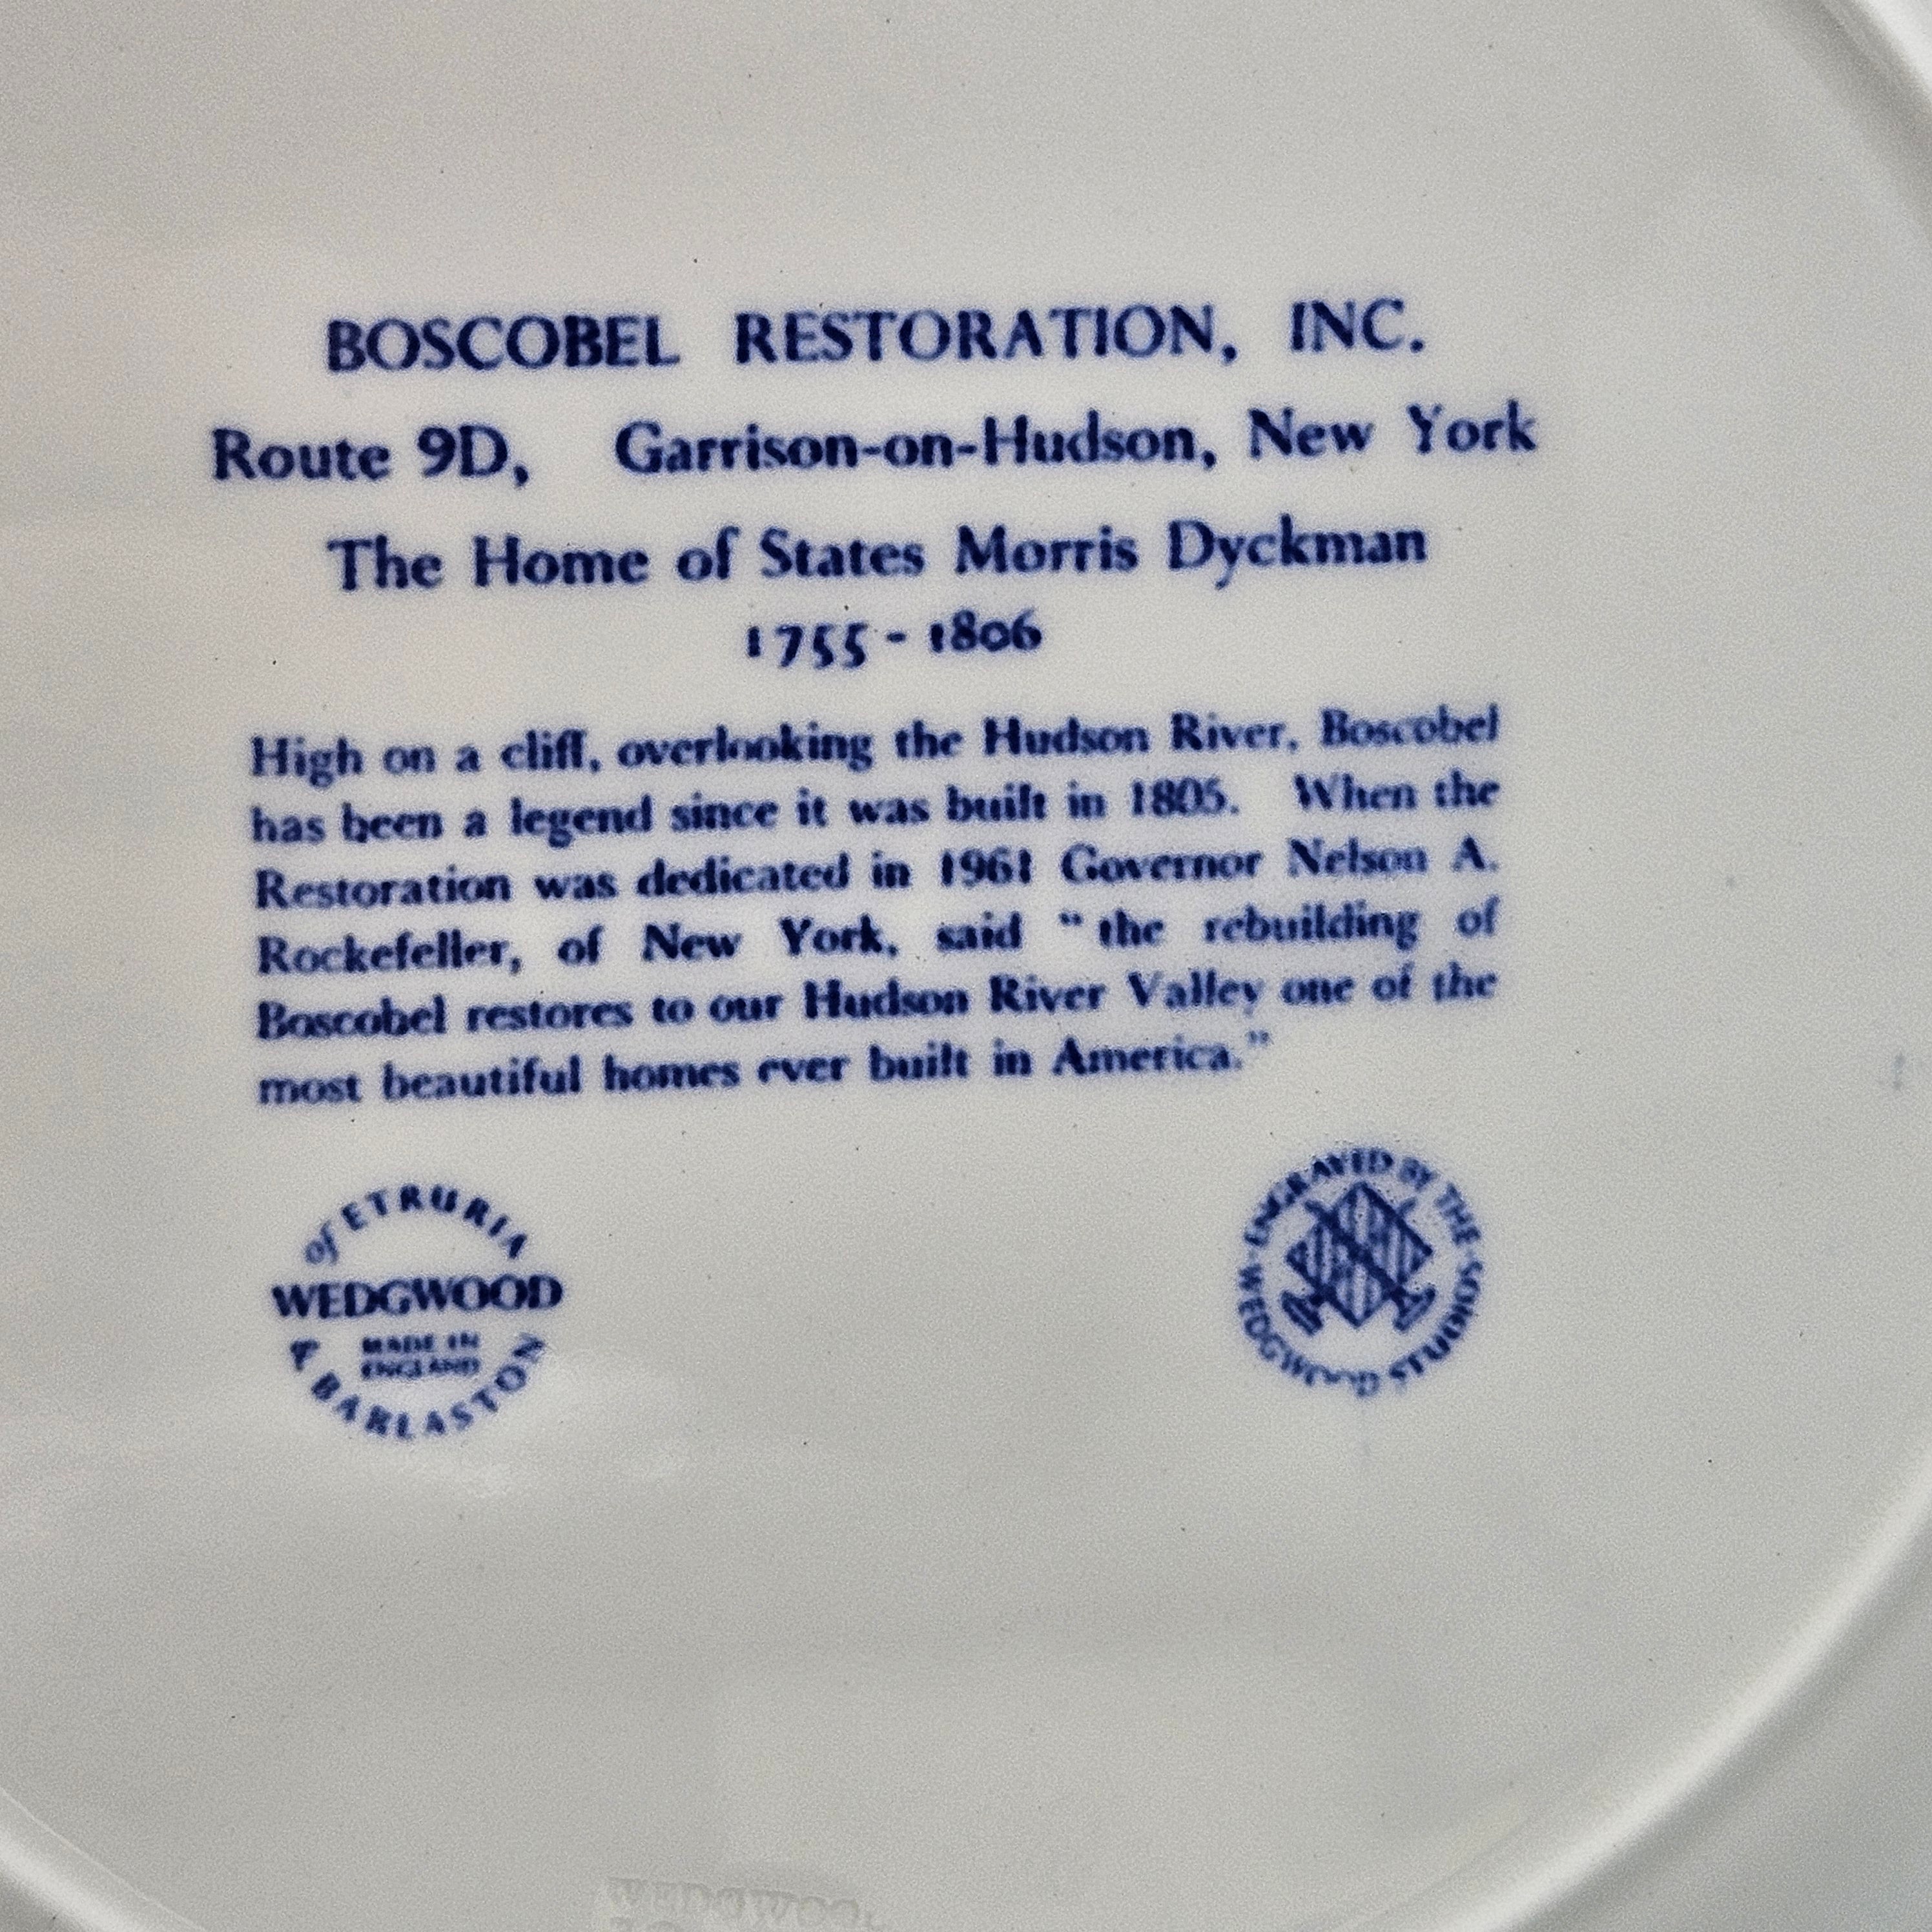 BOSCOBEL RESTORATION, INC.
Route 9D, Garrison-on-Hudson, New York
The Home of States Morris Dyckman
1755 - 1806
High on a cliff, overlooking the Hudson River, Boscobel
has been a legend since it was built in 1805. When the
Restoration was dedicated in 1961 Governor Nelson A.
Rockefeller, of New York, said “the rebuilding of
Boscobel restores to our Hudson River Valley one of the
most beautiful homes ever built in America.”
of ETRURIA
WEDGWOOD
MADE IN
ENGLAND
& BARLASTON
ENGRAVED BY THE
WEDGWOOD STUDIOS
WEDGWOO